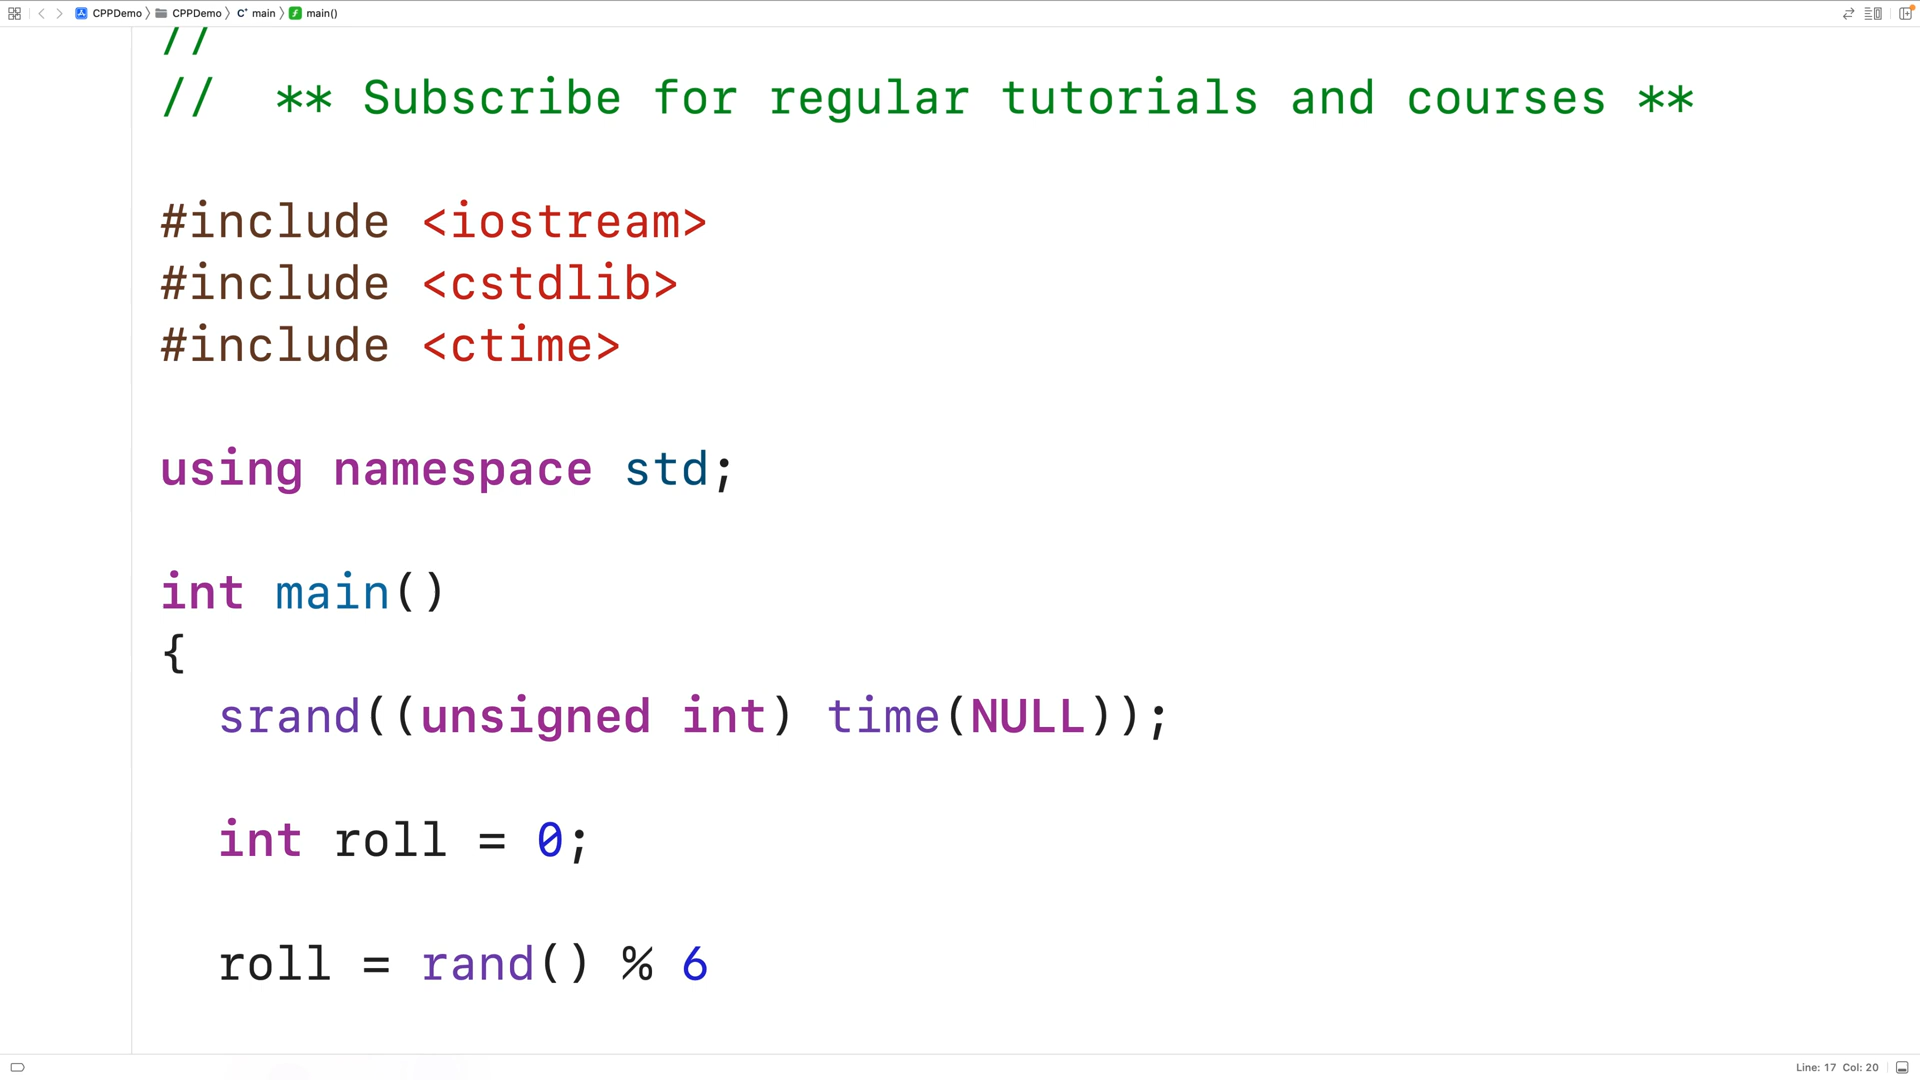 CPPDemo CPPDemo C+ main f main()
//
// ** Subscribe for regular tutorials and courses **
#include <iostream>
#include <cstdlib>
#include <ctime>
using namespace std;
int main()
{
srand((unsigned int) time(NULL));
int roll = 0;
roll = rand() % 6
Line: 17 Col: 20